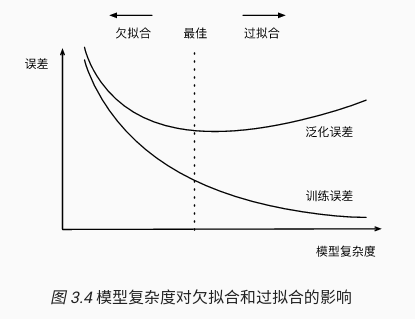 欠拟合 最佳 过拟合
误差
泛化误差
训练误差
模型复杂度
图 3.4 模型复杂度对欠拟合和过拟合的影响